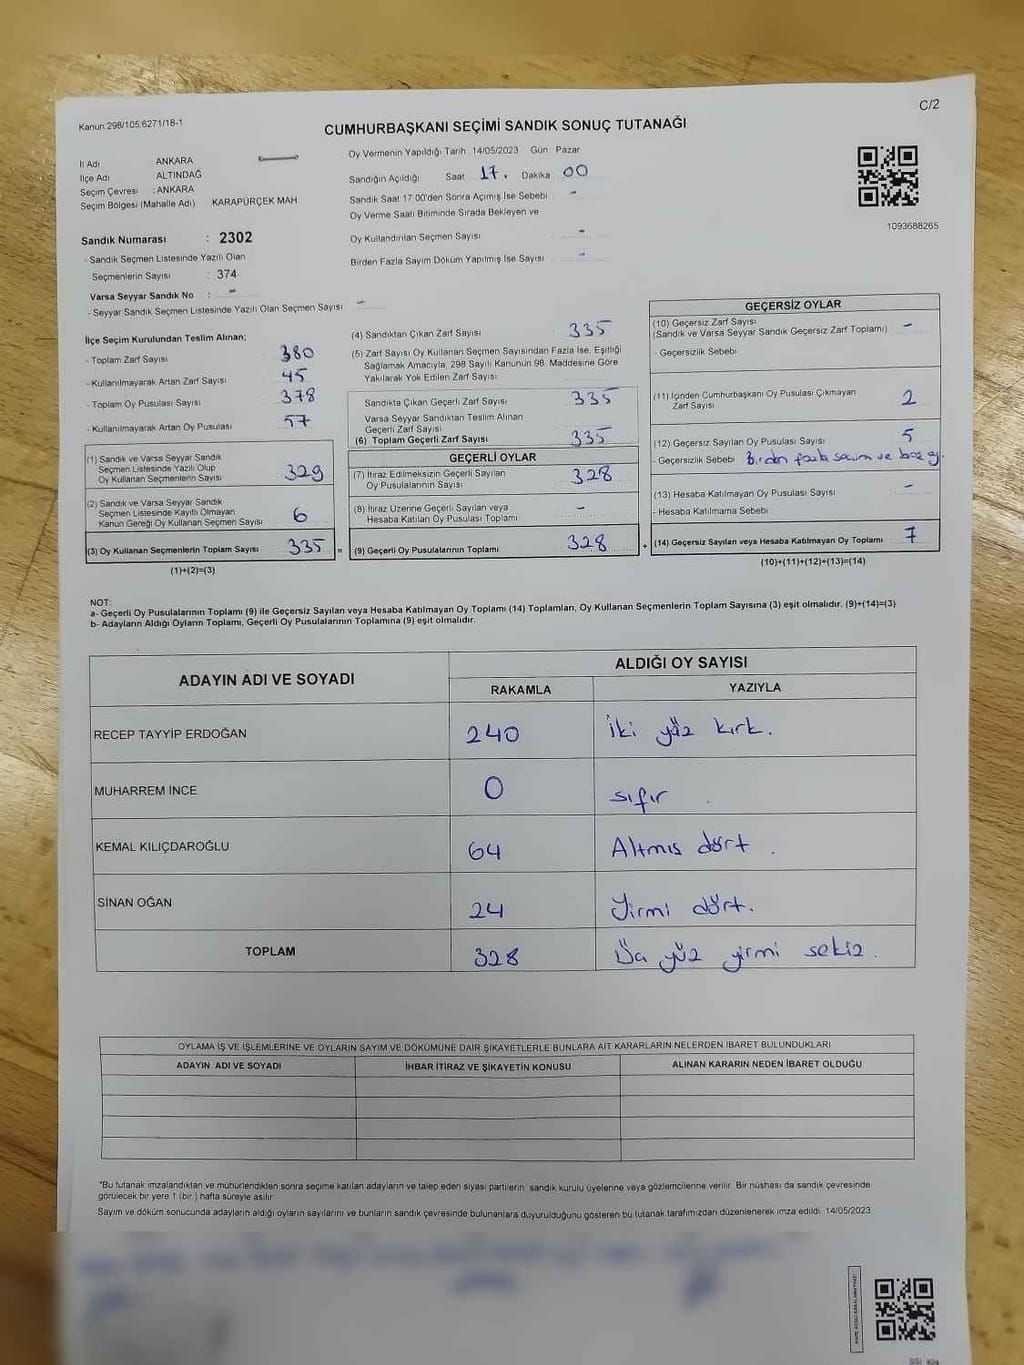 C/2
Kanun.298/105;6271/18-1
CUMHURBAŞKANI SEÇİMİ SANDIK SONUÇ TUTANAĞI
İl Adı ANKARA
İlçe Adı ALTINDAĞ
Seçim Çevresi : ANKARA
Seçim Bölgesi (Mahalle Adı) KARAPÜRÇEK MAH
Sandık Numarası : 2302
- Sandık Seçmen Listesinde Yazılı Olan
Seçmenlerin Sayısı : 374
Varsa Seyyar Sandık No : -
- Seyyar Sandık Seçmen Listesinde Yazılı Olan Seçmen Sayısı -
Oy Vermenin Yapıldığı Tarih 14/05/2023 Gün Pazar
Sandığın Açıldığı Saat 17. Dakika 00
Sandık Saat 17.00'den Sonra Açımış İse Sebebi -
Oy Verme Saati Bitiminde Sırada Bekleyen ve
Oy Kullandırılan Seçmen Sayısı -
Birden Fazla Sayım Döküm Yapılmış İse Sayısı -
1093688265
İlçe Seçim Kurulundan Teslim Alınan;
- Toplam Zarf Sayısı 380
- Kullanılmayarak Artan Zarf Sayısı 45
- Toplam Oy Pusulası Sayısı 378
- Kullanılmayarak Artan Oy Pusulası 57
(1) Sandık ve Varsa Seyyar Sandık
Seçmen Listesinde Yazılı Olup
Oy Kullanan Seçmenlerin Sayısı 329
(2) Sandık ve Varsa Seyyar Sandık
Seçmen Listesinde Kayıtlı Olmayan
Kanun Gereği Oy Kullanan Seçmen Sayısı 6
(3) Oy Kullanan Seçmenlerin Toplam Sayısı 335 =
(1)+(2)=(3)
(4) Sandıktan Çıkan Zarf Sayısı 335
(5) Zarf Sayısı Oy Kullanan Seçmen Sayısından Fazla İse, Eşitliği
Sağlamak Amacıyla, 298 Sayılı Kanunun 98. Maddesine Göre
Yakılarak Yok Edilen Zarf Sayısı
Sandıkta Çıkan Geçerli Zarf Sayısı 335
Varsa Seyyar Sandıktan Teslim Alınan
Geçerli Zarf Sayısı
(6) Toplam Geçerli Zarf Sayısı 335
GEÇERLİ OYLAR
(7) İtiraz Edilmeksizin Geçerli Sayılan
Oy Pusulalarının Sayısı 328
(8) İtiraz Üzerine Geçerli Sayılan veya
Hesaba Katılan Oy Pusulası Toplamı -
(9) Geçerli Oy Pusulalarının Toplamı 328 +
GEÇERSİZ OYLAR
(10) Geçersiz Zarf Sayısı
(Sandık ve Varsa Seyyar Sandık Geçersiz Zarf Toplamı) -
- Geçersizlik Sebebi
(11) İçinden Cumhurbaşkanı Oy Pusulası Çıkmayan
Zarf Sayısı 2
(12) Geçersiz Sayılan Oy Pusulası Sayısı 5
- Geçersizlik Sebebi Birden fazla seçim ve boş
(13) Hesaba Katılmayan Oy Pusulası Sayısı -
- Hesaba Katılmama Sebebi
(14) Geçersiz Sayılan veya Hesaba Katılmayan Oy Toplamı 7
(10)+(11)+(12)+(13)=(14)
NOT:
a- Geçerli Oy Pusulalarının Toplamı (9) ile Geçersiz Sayılan veya Hesaba Katılmayan Oy Toplamı (14) Toplamları, Oy Kullanan Seçmenlerin Toplam Sayısına (3) eşit olmalıdır. (9)+(14)=(3)
b- Adayların Aldığı Oyların Toplamı, Geçerli Oy Pusulalarının Toplamına (9) eşit olmalıdır.
ADAYIN ADI VE SOYADI ALDIĞI OY SAYISI
RAKAMLA YAZIYLA
RECEP TAYYİP ERDOĞAN 240 İki yüz kırk.
MUHARREM İNCE 0 sıfır .
KEMAL KILIÇDAROĞLU 64 Altmış dört .
SİNAN OĞAN 24 Yirmi dört.
TOPLAM 328 Üç yüz yirmi sekiz.
OYLAMA İŞ VE İŞLEMLERİNE VE OYLARIN SAYIM VE DÖKÜMÜNE DAİR ŞİKAYETLERLE BUNLARA AİT KARARLARIN NELERDEN İBARET BULUNDUKLARI
ADAYIN ADI VE SOYADI İHBAR İTİRAZ VE ŞİKAYETİN KONUSU ALINAN KARARIN NEDEN İBARET OLDUĞU
"Bu tutanak imzalandıktan ve mühürlendikten sonra seçime katılan adayların ve talep eden siyasi partilerin, sandık kurulu üyelerine veya gözlemcilerine verilir. Bir nüshası da sandık çevresinde
görülecek bir yere 1 (bir ) hafta süreyle asılır.
Sayım ve döküm sonucunda adayların aldığı oyların sayılarını ve bunların sandık çevresinde bulunanlara duyurulduğunu gösteren bu tutanak tarafımızdan düzenlenerek imza edildi. 14/05/2023